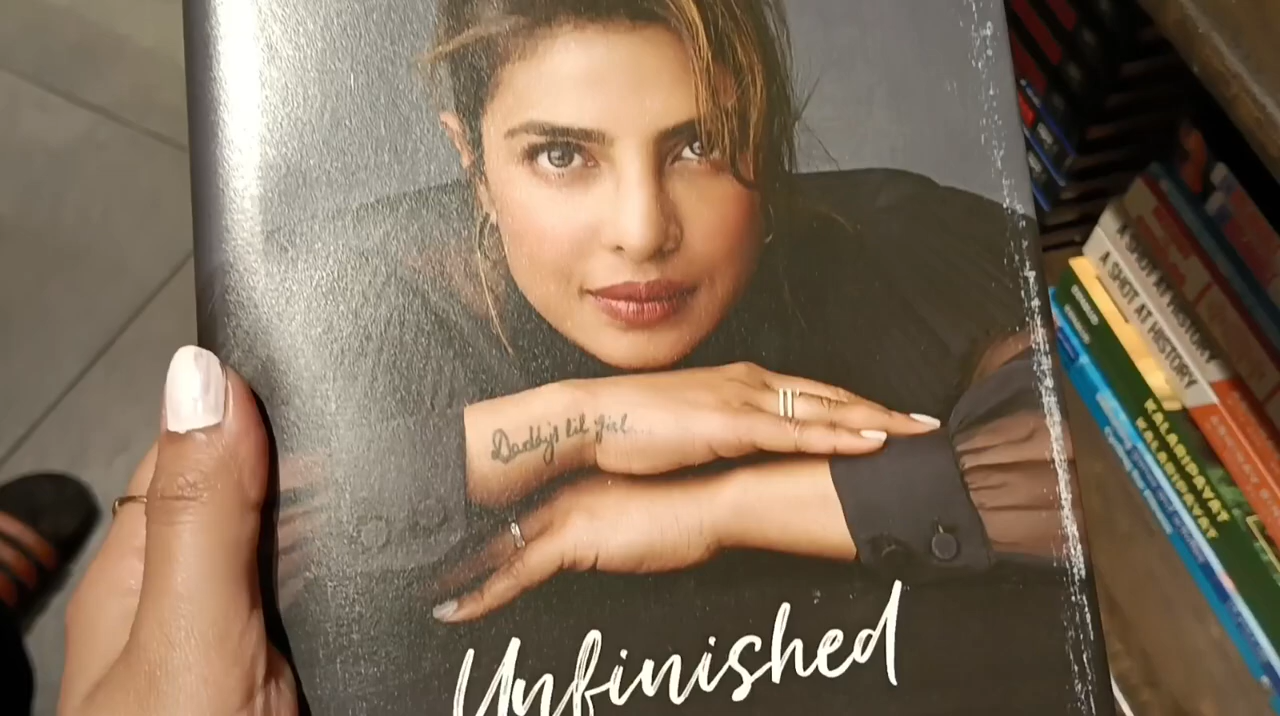 Daddy's lil girl...
Unfinished
A SHOT AT HISTORY
A SHOT AT HISTORY
KALARIPAYAT
KALARIPAYAT